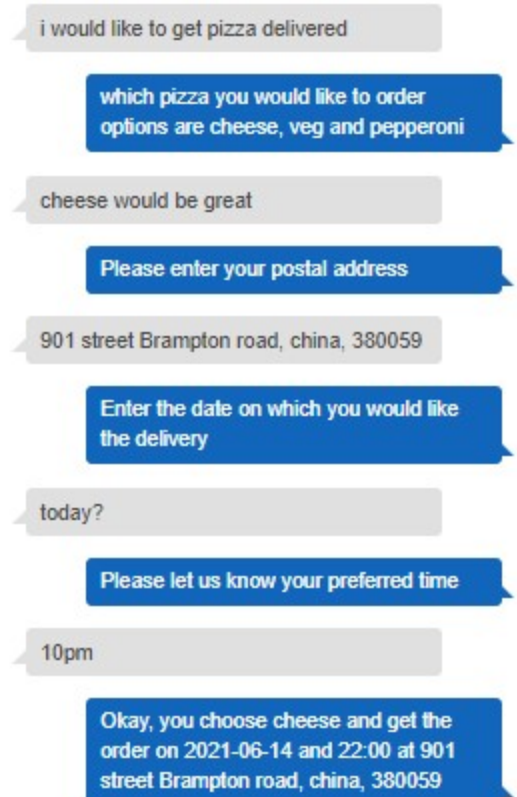 i would like to get pizza delivered
which pizza you would like to order
options are cheese, veg and pepperoni
cheese would be great
Please enter your postal address
901 street Brampton road, china, 380059
Enter the date on which you would like
the delivery
today?
Please let us know your preferred time
10pm
Okay, you choose cheese and get the
order on 2021-06-14 and 22:00 at 901
street Brampton road, china, 380059